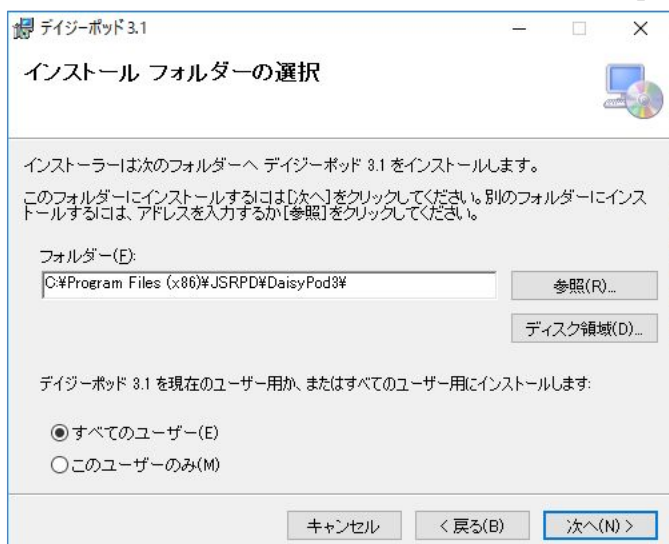 デイジーポッド 3.1
インストール フォルダーの選択
インストーラーは次のフォルダーへ デイジーポッド 3.1 をインストールします。
このフォルダーにインストールするには[次へ]をクリックしてください。別のフォルダーにインス
トールするには、アドレスを入力するか[参照]をクリックしてください。
フォルダー(F):
C:¥Program Files (x86)¥JSRPD¥DaisyPod3¥
参照(R)...
ディスク領域(D)...
デイジーポッド 3.1 を現在のユーザー用か、またはすべてのユーザー用にインストールします:
すべてのユーザー(E)
このユーザーのみ(M)
キャンセル
< 戻る(B)
次へ(N) >